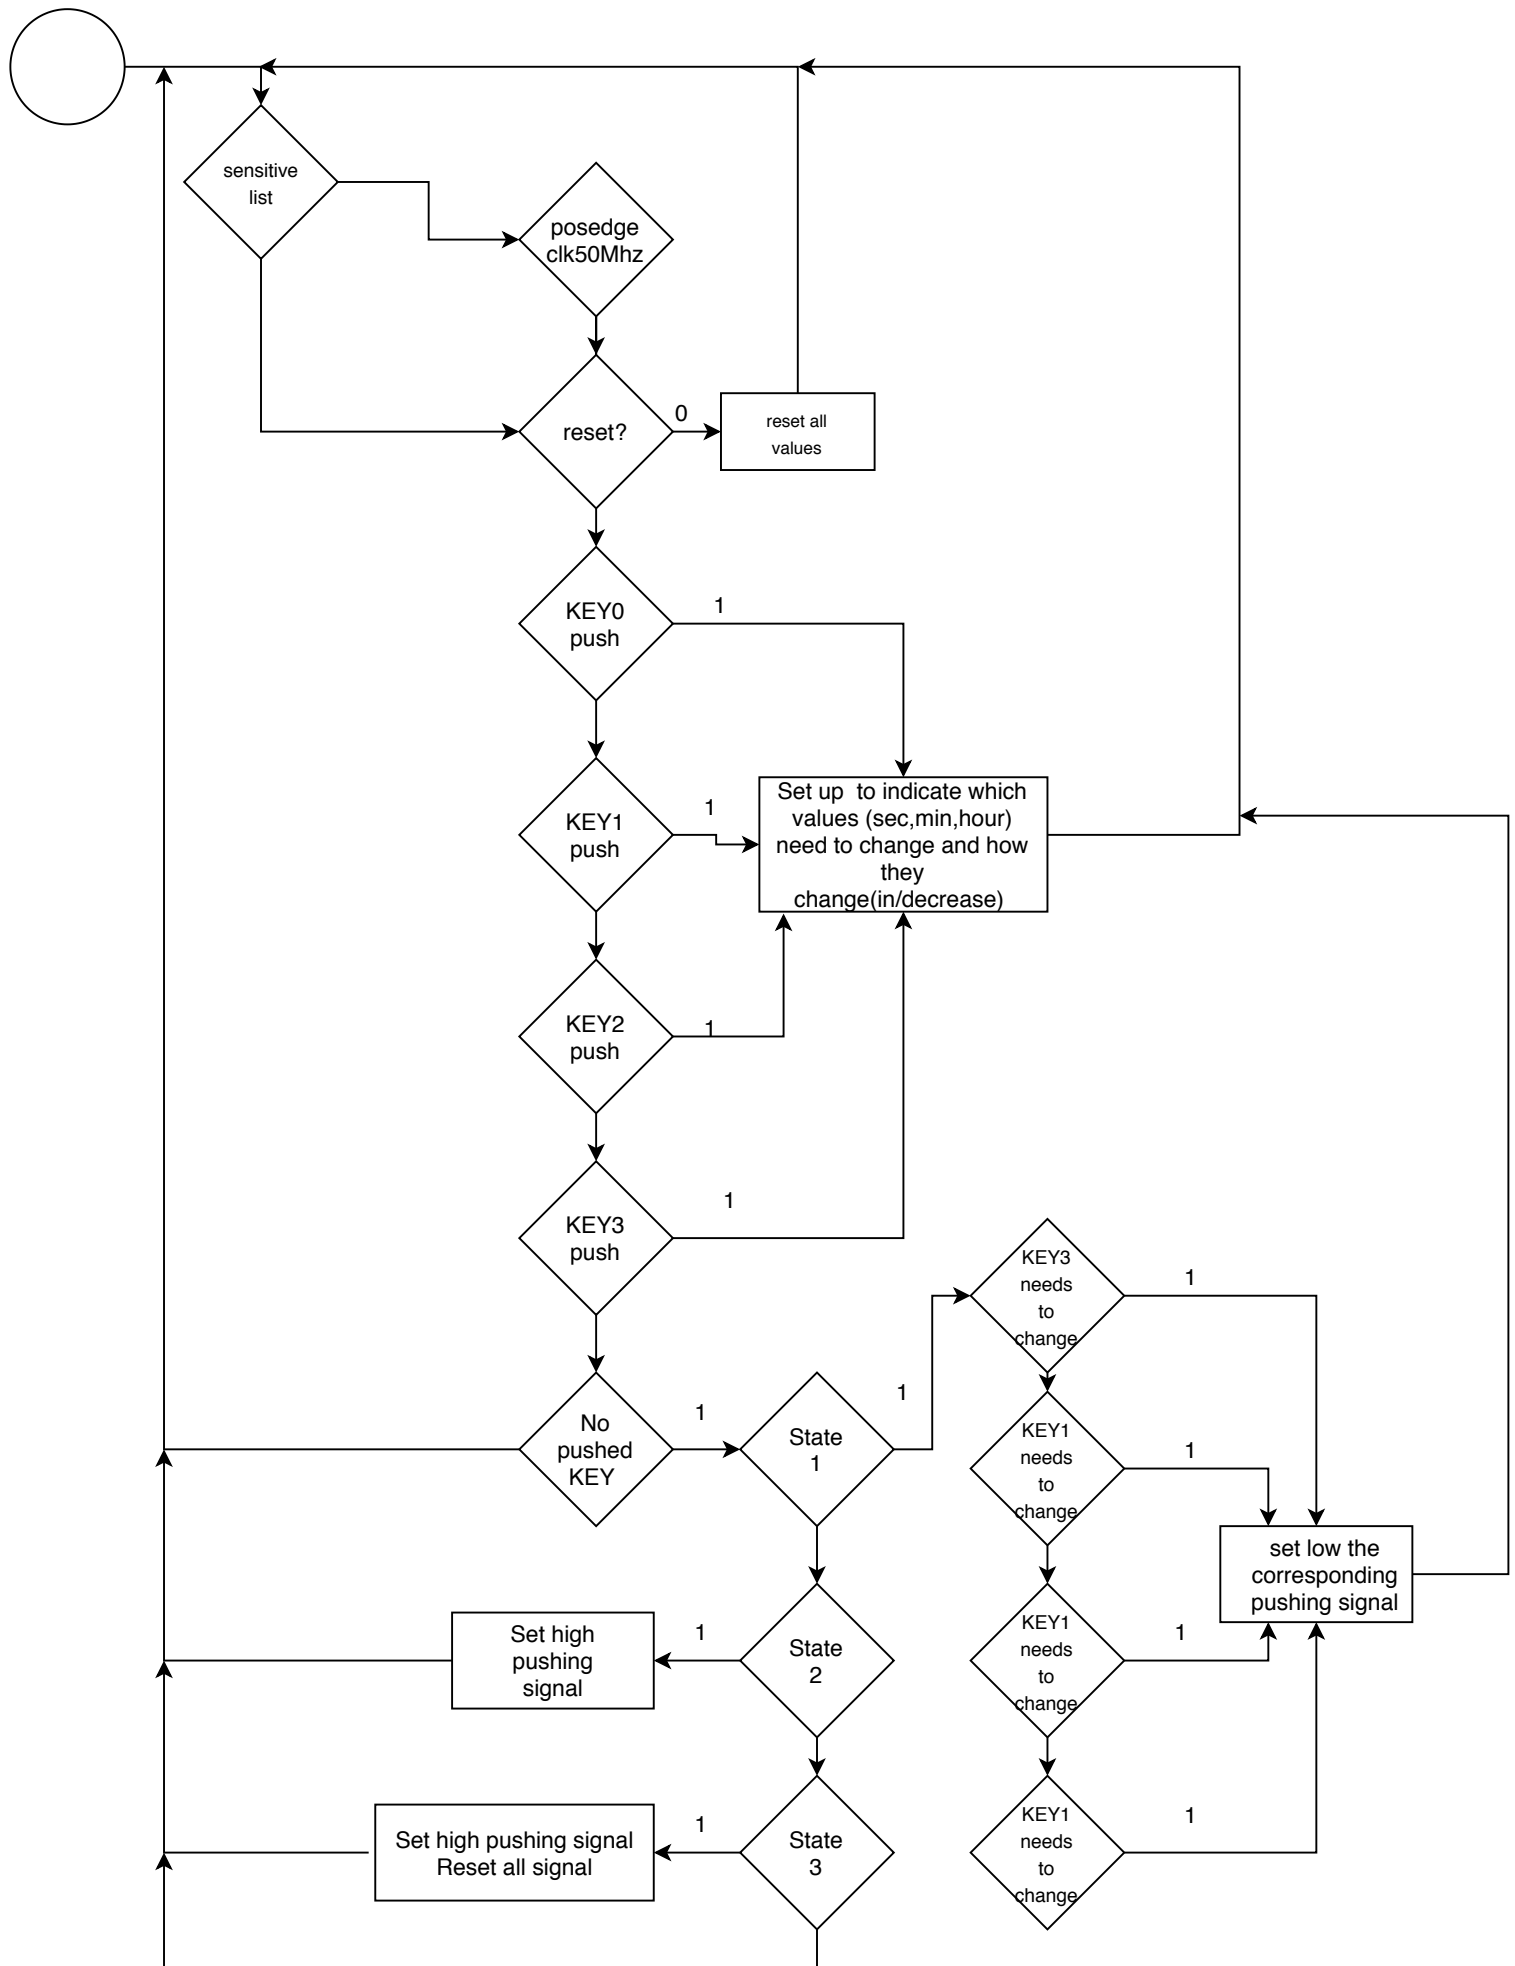 sensitive
list
posedge
clk50Mhz
reset?
0
reset all
values
KEY0
push
1
KEY1
push
1
Set up  to indicate which
values (sec,min,hour)
need to change and how
they
change(in/decrease)
KEY2
push
1
KEY3
push
1
KEY3
needs
to
change
1
No
pushed
KEY
1
State
1
1
KEY1
needs
to
change
1
set low the
corresponding
pushing signal
Set high
pushing
signal
1
State
2
KEY1
needs
to
change
1
Set high pushing signal
Reset all signal
1
State
3
KEY1
needs
to
change
1